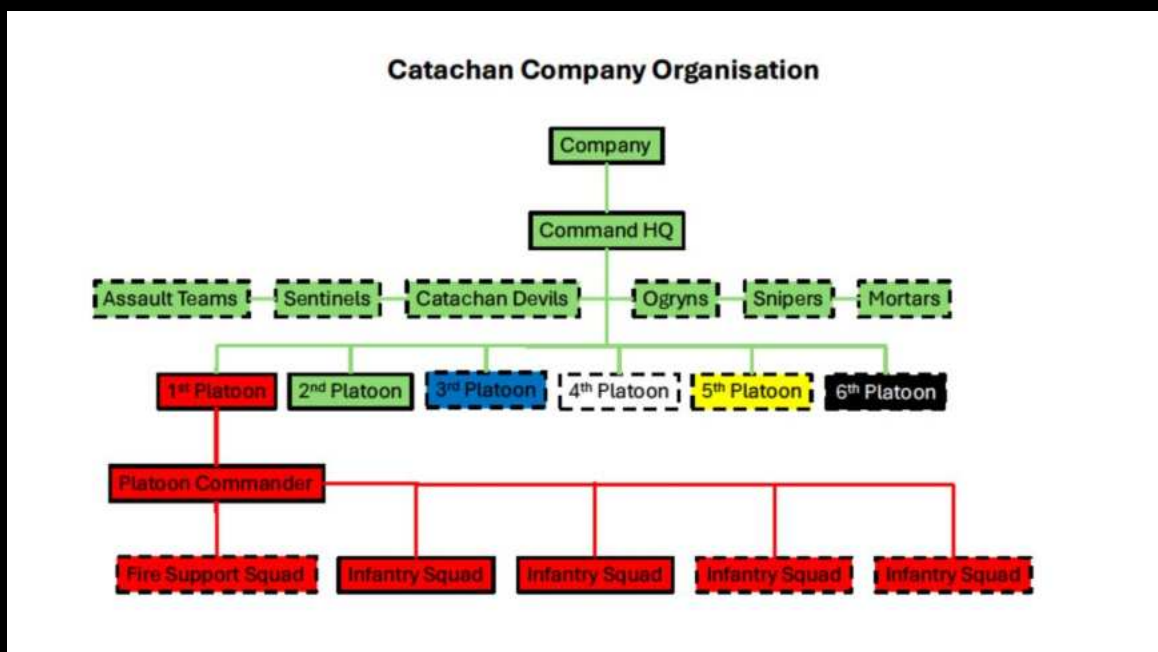 Catachan Company Organisation
Company
Command HQ
Assault Teams Sentinels Catachan Devils Ogryns Snipers Mortars
1st Platoon 2nd Platoon 3rd Platoon 4th Platoon 5th Platoon 6th Platoon
Platoon Commander
Fire Support Squad Infantry Squad Infantry Squad Infantry Squad Infantry Squad